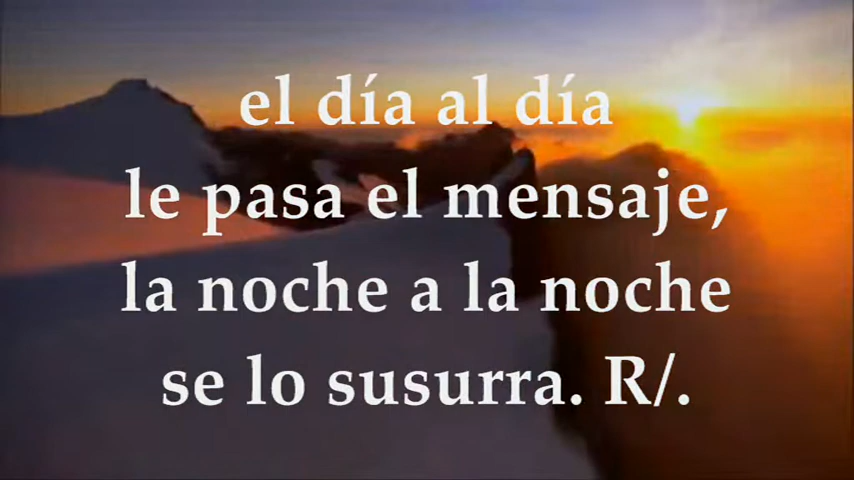 el día al día
le pasa el mensaje,
la noche a la noche
se lo susurra. R/.